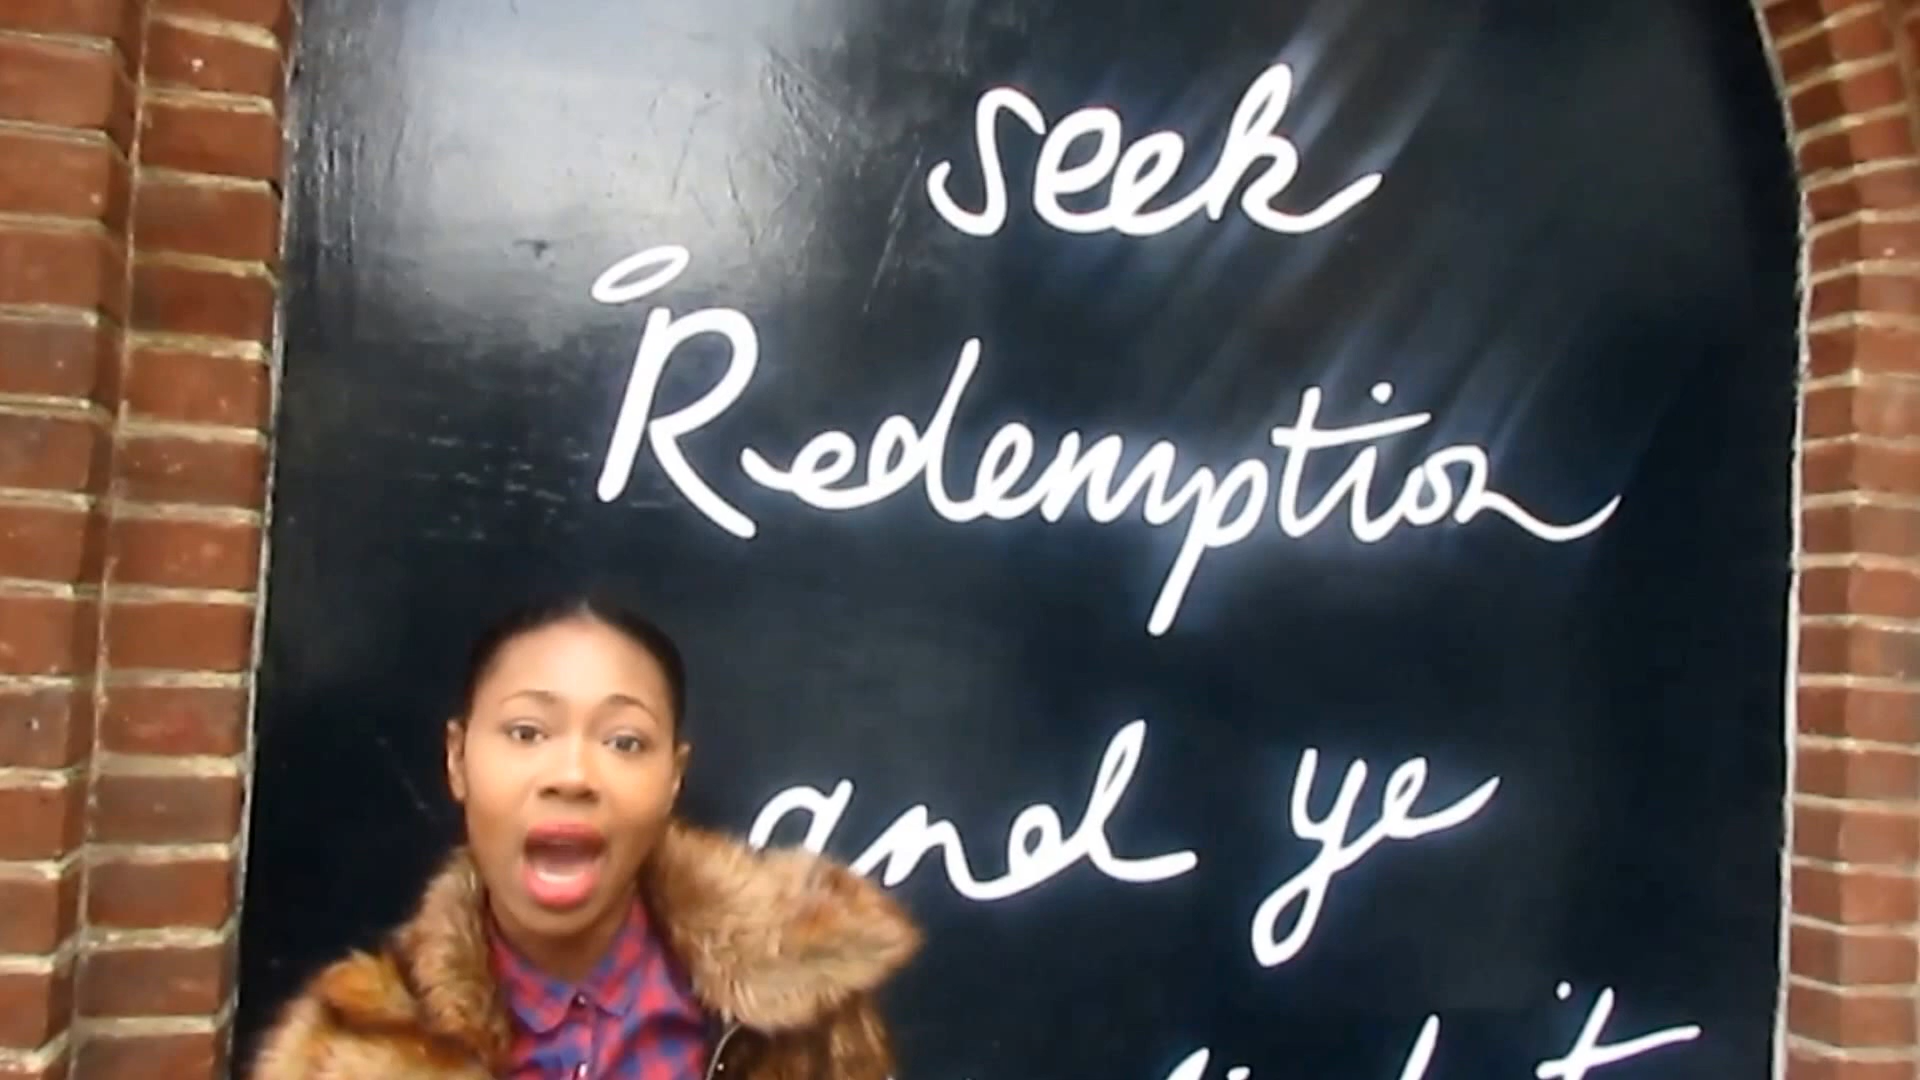 seek
Redemption
and ye